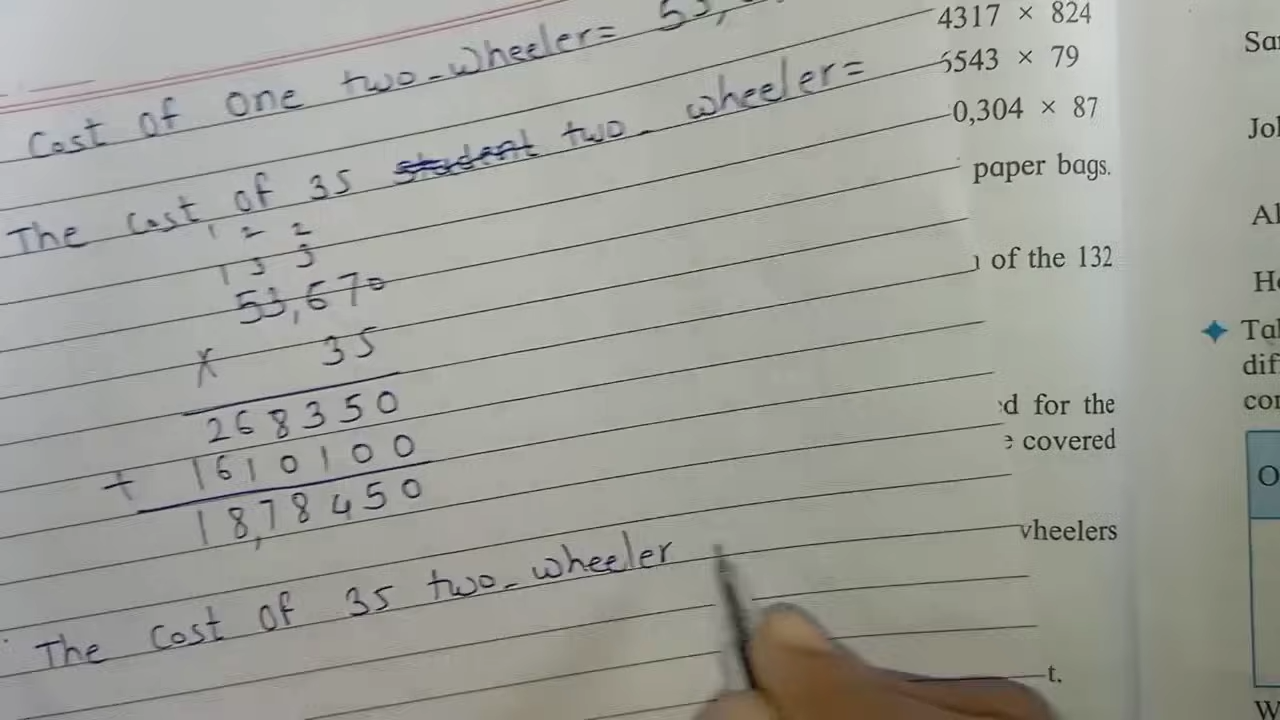 Cost of One two-wheeler= 53,
The Cost of 35 student two-wheeler=
1 2 2
1 3 3
53,670
x 35
268350
+ 1610100
18,78450
The Cost of 35 two-wheeler
4317 × 824
6543 × 79
0,304 × 87
paper bags.
of the 132
d for the
covered
wheelers
t.